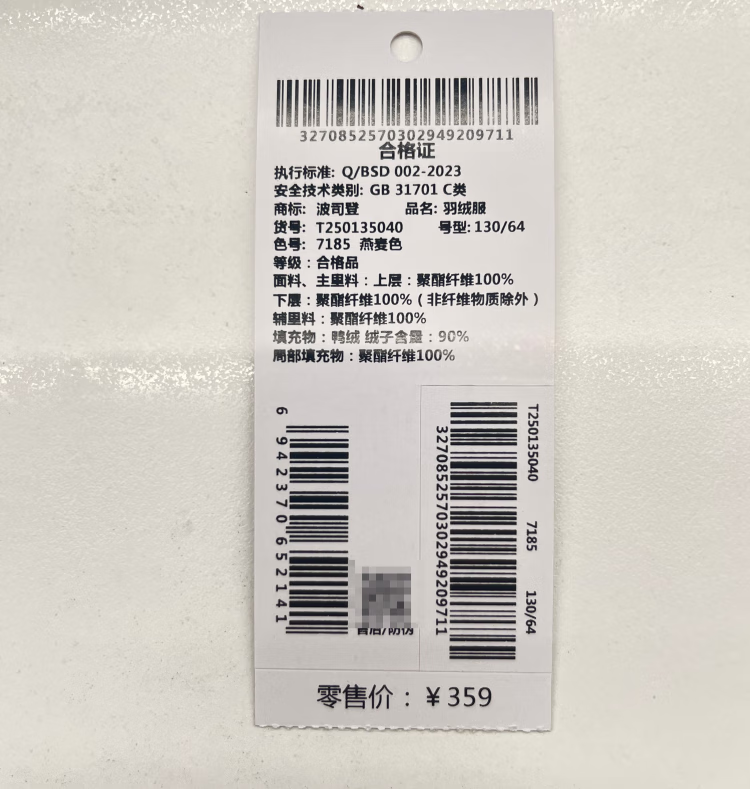 3270852570302949209711
合格证
执行标准: Q/BSD 002-2023
安全技术类别: GB 31701 C类
商标: 波司登 品名: 羽绒服
货号: T250135040 号型: 130/64
色号: 7185 燕麦色
等级：合格品
面料、主里料：上层：聚酯纤维100%
下层：聚酯纤维100%（非纤维物质除外）
辅里料：聚酯纤维100%
填充物：鸭绒 绒子含量：90%
局部填充物：聚酯纤维100%
6942370652141
售后/防伪
3270852570302949209711
T250135040 7185 130/64
零售价：￥359